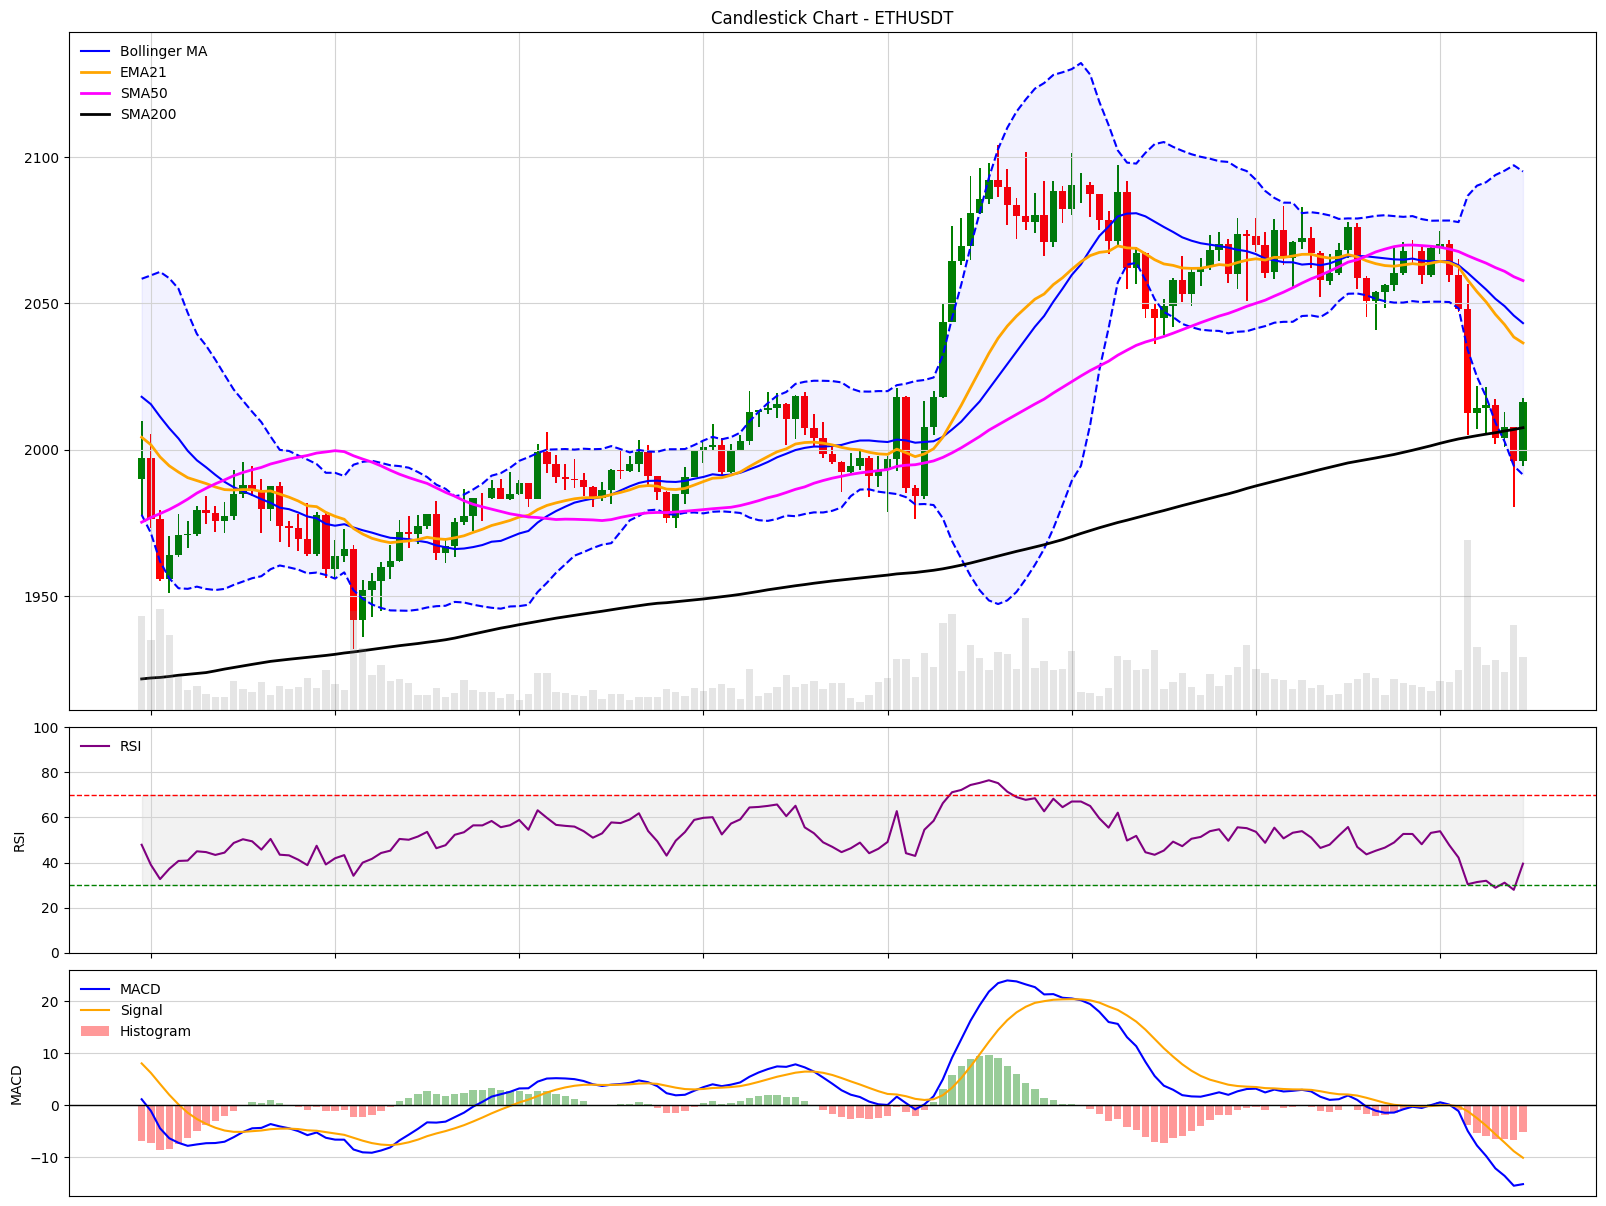 Candlestick Chart - ETHUSDT
Bollinger MA
EMA21
SMA50
SMA200
2100
2050
2000
1950
RSI
100
80
60
40
20
0
RSI
MACD
Signal
Histogram
20
10
0
−10
MACD